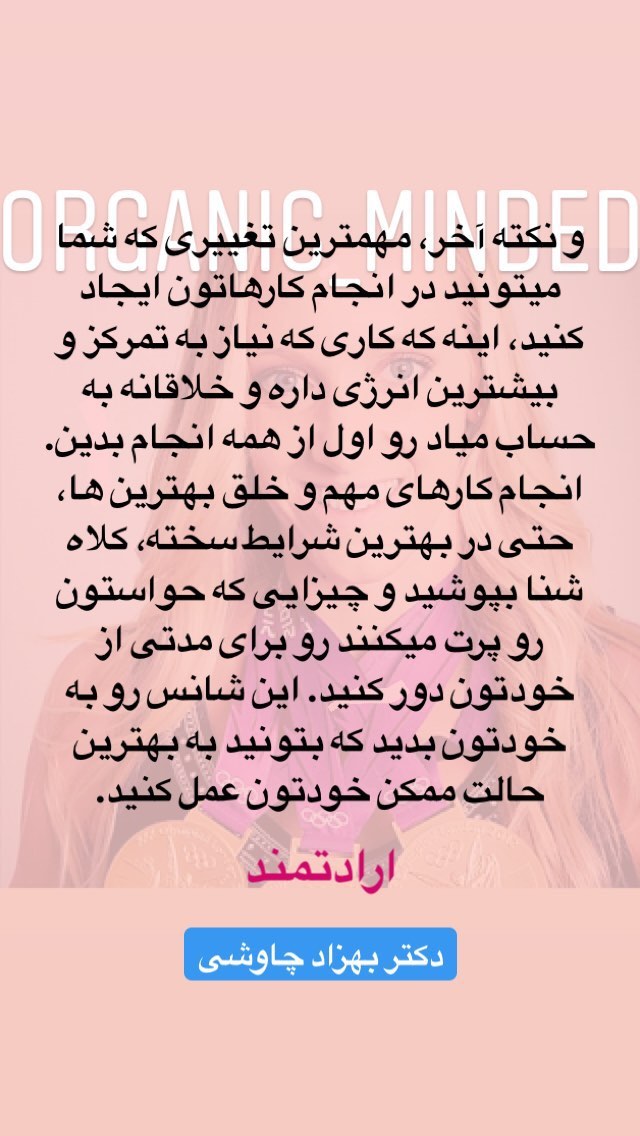 ORGANIC_MINDED
و نکته آخر، مهمترین تغییری که شما
میتونید در انجام کارهاتون ایجاد
کنید، اینه که کاری که نیاز به تمرکز و
بیشترین انرژی داره و خلاقانه به
حساب میاد رو اول از همه انجام بدین.
انجام کارهای مهم و خلق بهترین ها،
حتی در بهترین شرایط سخته، کلاه
شنا بپوشید و چیزایی که حواستون
رو پرت میکنند رو برای مدتی از
خودتون دور کنید. این شانس رو به
خودتون بدید که بتونید به بهترین
حالت ممکن خودتون عمل کنید.
ارادتمند
دکتر بهزاد چاوشی